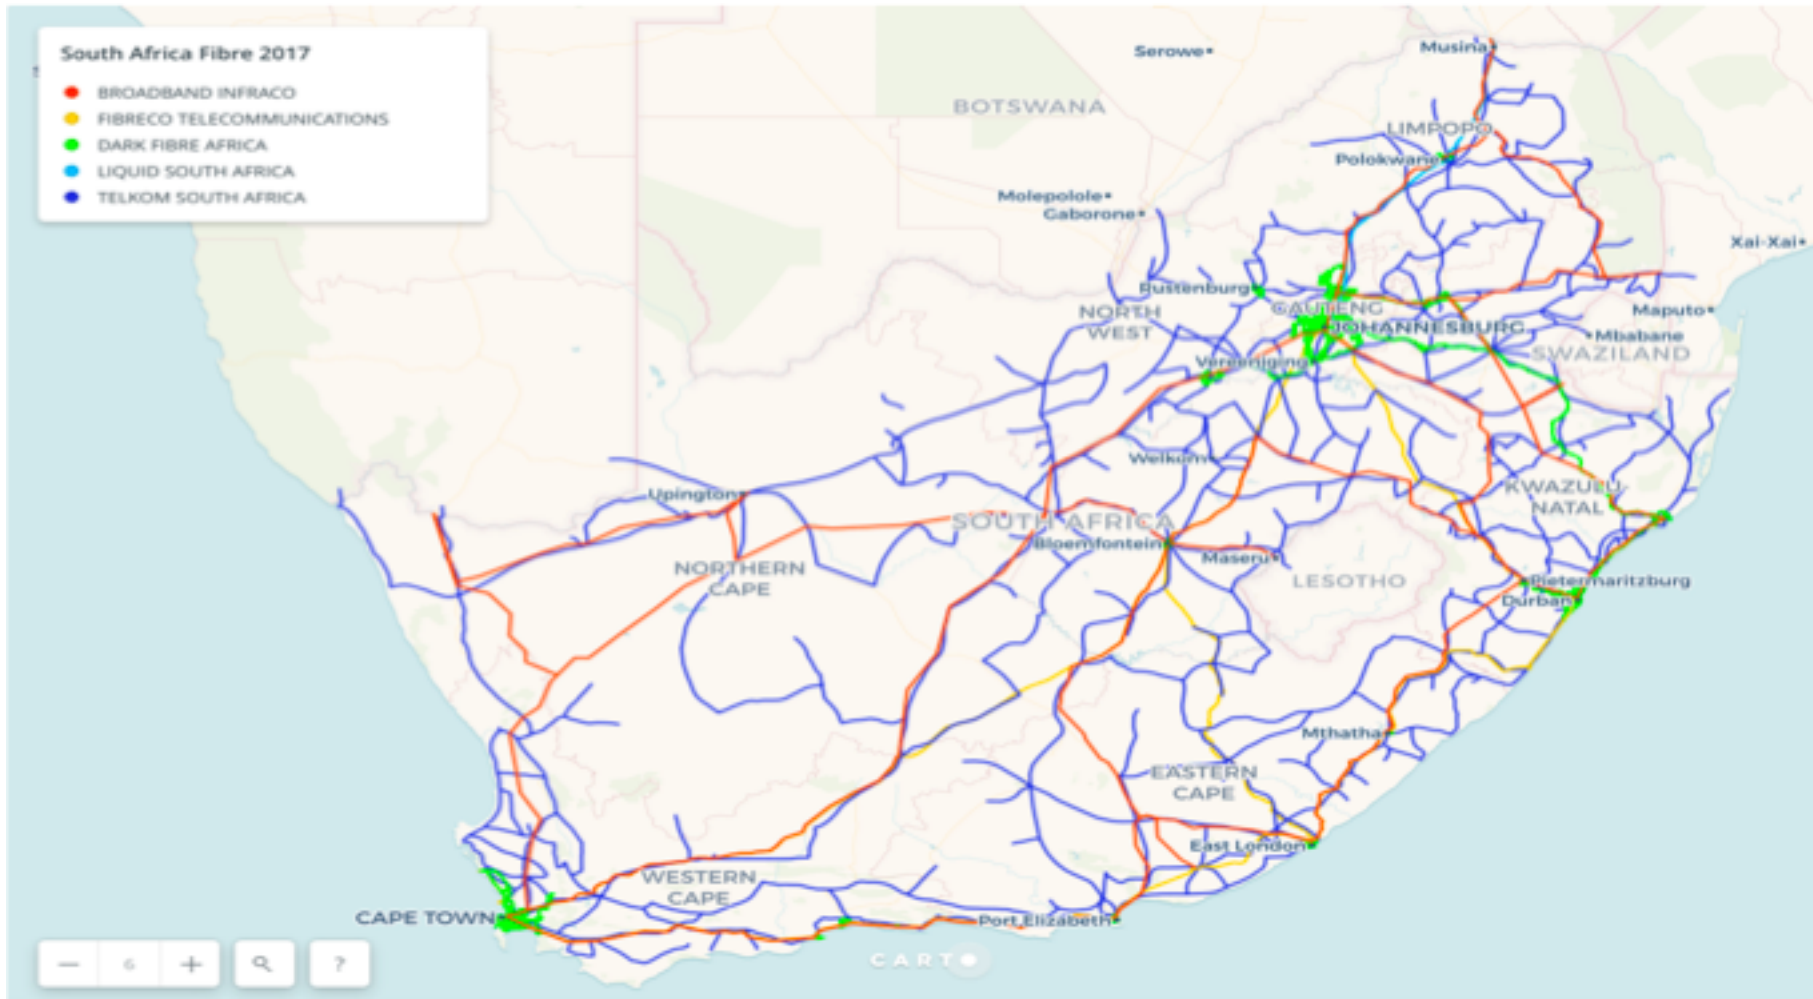 South Africa Fibre 2017
BROADBAND INFRACO
FIBRECO TELECOMMUNICATIONS
DARK FIBRE AFRICA
LIQUID SOUTH AFRICA
TELKOM SOUTH AFRICA
Serowe
Musina
BOTSWANA
LIMPOPO
Polokwane
Molepolole
Gaborone
Xai-Xai
Rustenburg
NORTH
WEST
GAUTENG
JOHANNESBURG
Maputo
Mbabane
SWAZILAND
Vereeniging
Welkom
Upington
KWAZULU-
NATAL
SOUTH AFRICA
Bloemfontein
Maseru
LESOTHO
NORTHERN
CAPE
Pietermaritzburg
Durban
Mthatha
EASTERN
CAPE
East London
WESTERN
CAPE
CAPE TOWN
Port Elizabeth
CARTO
− 6 + ?